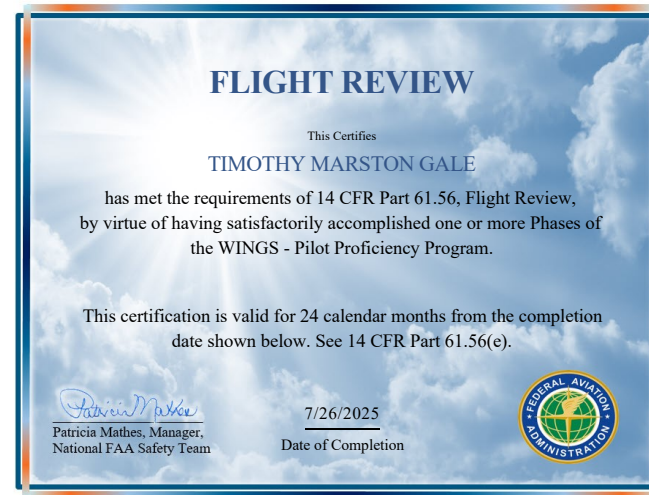 FLIGHT REVIEW
This Certifies
TIMOTHY MARSTON GALE
has met the requirements of 14 CFR Part 61.56, Flight Review,
by virtue of having satisfactorily accomplished one or more Phases of
the WINGS - Pilot Proficiency Program.
This certification is valid for 24 calendar months from the completion
date shown below. See 14 CFR Part 61.56(e).
Patricia Mathes
Patricia Mathes, Manager,
National FAA Safety Team
7/26/2025
Date of Completion
FEDERAL AVIATION
ADMINISTRATION